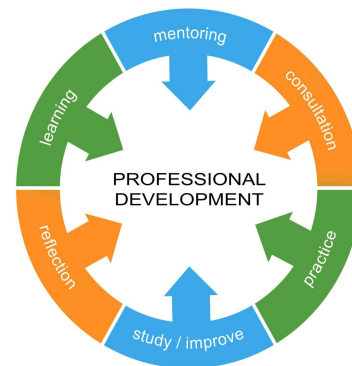 mentoring
consultation
practice
study / improve
reflection
learning
PROFESSIONAL
DEVELOPMENT